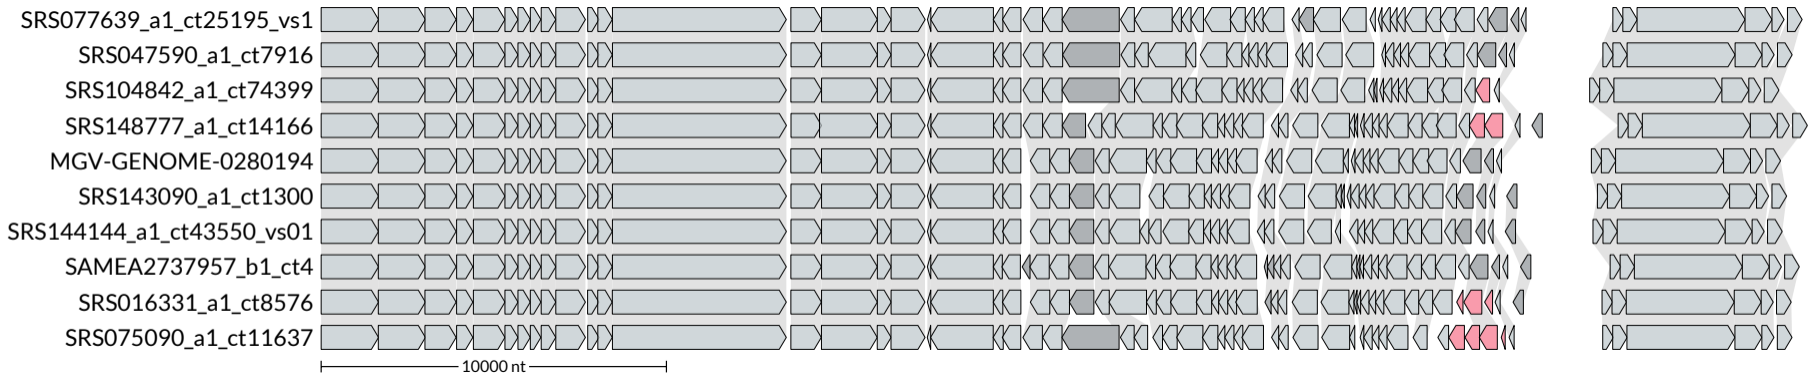 SRS077639_a1_ct25195_vs1
SRS047590_a1_ct7916
SRS104842_a1_ct74399
SRS148777_a1_ct14166
MGV-GENOME-0280194
SRS143090_a1_ct1300
SRS144144_a1_ct43550_vs01
SAMEA2737957_b1_ct4
SRS016331_a1_ct8576
SRS075090_a1_ct11637
10000 nt